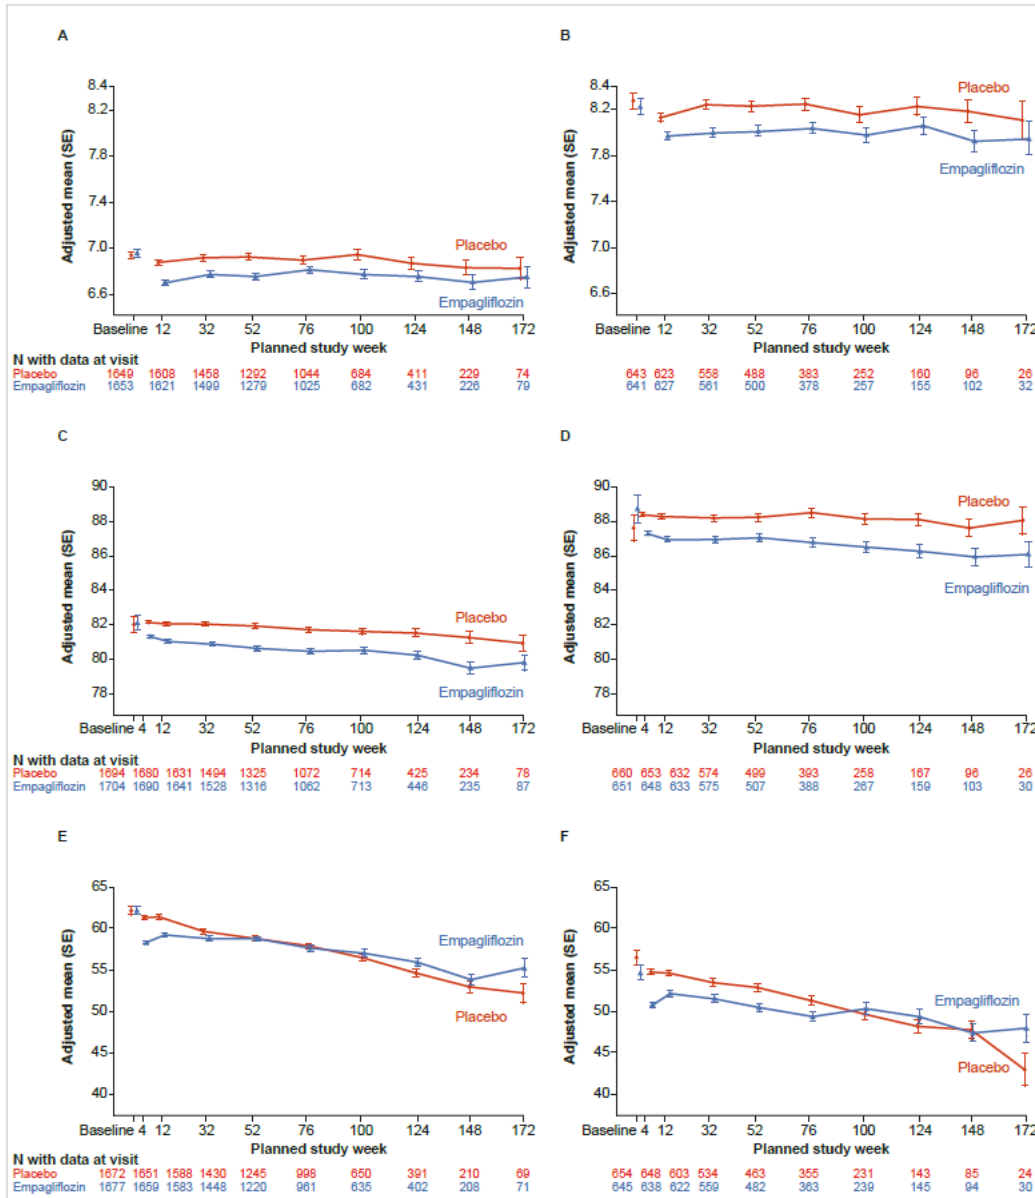 A
B
Adjusted mean (SE)
8.4
8.2
7.8
7.4
7.0
6.6
Placebo
Empagliflozin
Baseline 12 32 52 76 100 124 148 172
Planned study week
Adjusted mean (SE)
8.4
8.2
7.8
7.4
7.0
6.6
Placebo
Empagliflozin
Baseline 12 32 52 76 100 124 148 172
Planned study week
N with data at visit
Placebo 1649 1608 1458 1292 1044 684 411 229 74
Empagliflozin 1653 1621 1499 1279 1025 682 431 226 79
643 623 558 488 383 252 160 96 26
641 627 561 500 378 257 155 102 32
C
D
Adjusted mean (SE)
90
88
86
84
82
80
78
Placebo
Empagliflozin
Baseline 4 12 32 52 76 100 124 148 172
Planned study week
Adjusted mean (SE)
90
88
86
84
82
80
78
Placebo
Empagliflozin
Baseline 4 12 32 52 76 100 124 148 172
Planned study week
N with data at visit
Placebo 1694 1680 1631 1494 1325 1072 714 425 234 78
Empagliflozin 1704 1690 1641 1528 1316 1062 713 446 235 87
660 653 632 574 499 393 258 167 96 26
651 648 633 575 507 388 267 159 103 30
E
F
Adjusted mean (SE)
65
60
55
50
45
40
Empagliflozin
Placebo
Baseline 4 12 32 52 76 100 124 148 172
Planned study week
Adjusted mean (SE)
65
60
55
50
45
40
Empagliflozin
Placebo
Baseline 4 12 32 52 76 100 124 148 172
Planned study week
N with data at visit
Placebo 1672 1651 1588 1430 1245 998 650 391 210 69
Empagliflozin 1677 1659 1583 1448 1220 961 635 402 208 71
654 648 603 534 463 355 231 143 85 24
645 638 622 559 482 363 239 145 94 30